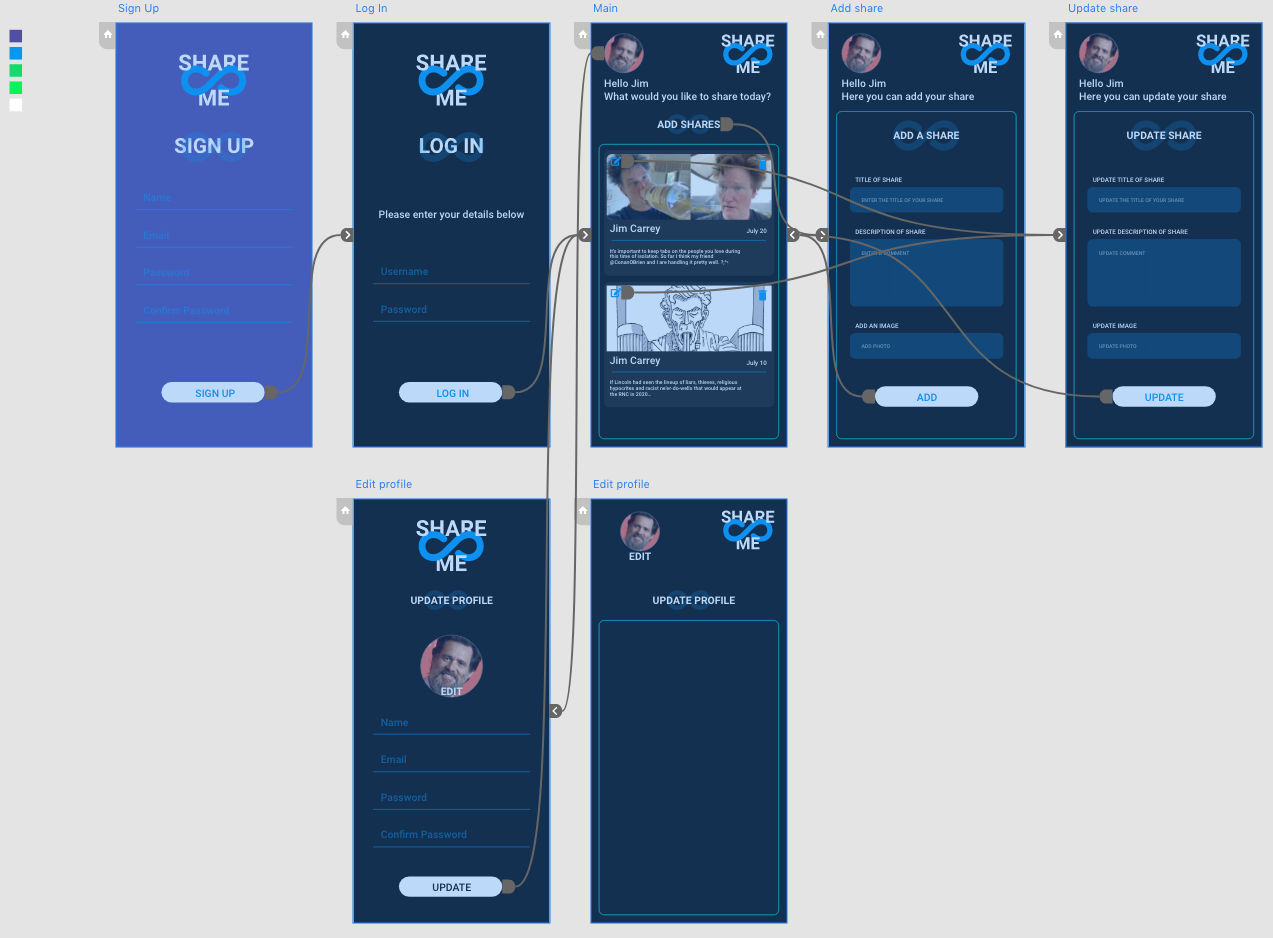 Sign Up
SHARE
ME
SIGN UP
Name
Email
Password
Confirm Password
SIGN UP
Log In
SHARE
ME
LOG IN
Please enter your details below
Username
Password
LOG IN
Main
SHARE
ME
Hello Jim
What would you like to share today?
ADD SHARES
Jim Carrey
July 20
It's important to keep tabs on the people you love during
this time of isolation. So far I think my friend
@ConanOBrien and I are handling it pretty well. ?;^·
Jim Carrey
July 10
If Lincoln had seen the lineup of liars, thieves, religious
hypocrites and racist ne'er-do-wells that would appear at
the RNC in 2020...
Add share
SHARE
ME
Hello Jim
Here you can add your share
ADD A SHARE
TITLE OF SHARE
ENTER THE TITLE OF YOUR SHARE
DESCRIPTION OF SHARE
ENTER A COMMENT
ADD AN IMAGE
ADD PHOTO
ADD
Update share
SHARE
ME
Hello Jim
Here you can update your share
UPDATE SHARE
UPDATE TITLE OF SHARE
UPDATE THE TITLE OF YOUR SHARE
UPDATE DESCRIPTION OF SHARE
UPDATE COMMENT
UPDATE IMAGE
UPDATE PHOTO
UPDATE
Edit profile
SHARE
ME
UPDATE PROFILE
EDIT
Name
Email
Password
Confirm Password
UPDATE
Edit profile
SHARE
ME
EDIT
UPDATE PROFILE